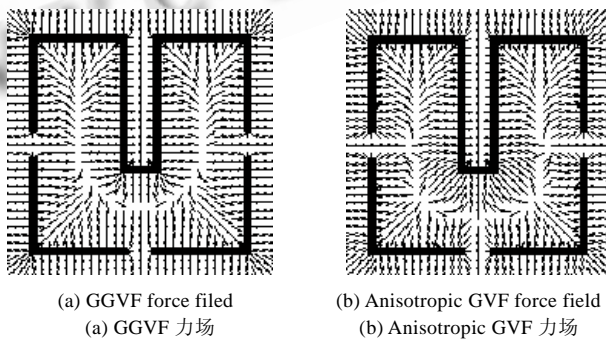 (a) GGVF force filed
(a) GGVF 力场
(b) Anisotropic GVF force field
(b) Anisotropic GVF 力场